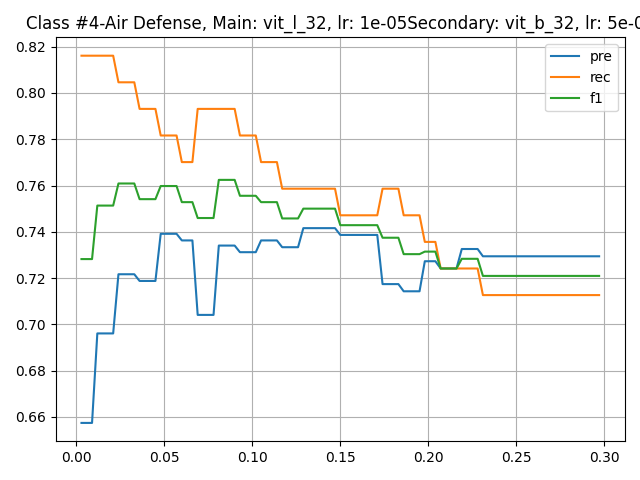 Class #4-Air Defense, Main: vit_l_32, lr: 1e-05Secondary: vit_b_32, lr: 5e-0
0.82
0.80
0.78
0.76
0.74
0.72
0.70
0.68
0.66
pre
rec
f1
0.00 0.05 0.10 0.15 0.20 0.25 0.30